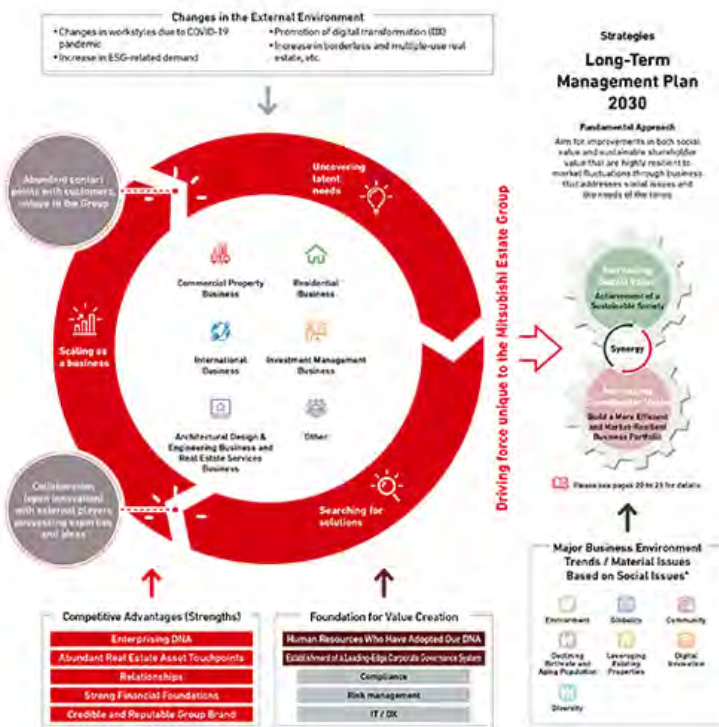 Changes in the External Environment
• Changes in workstyles due to COVID-19
pandemic
• Increase in ESG-related demand
• Promotion of digital transformation (DX)
• Increase in borderless and multiple-use real
estate, etc.
Abundant contact
points with customers,
unique to the Group
Uncovering
latent
needs
Commercial Property
Business
Residential
Business
Scaling as
a business
International
Business
Investment Management
Business
Architectural Design &
Engineering Business and
Real Estate Services
Business
Other
Collaboration
(open innovation)
with external players
possessing expertise
and ideas
Searching for
solutions
Driving force unique to the Mitsubishi Estate Group
Competitive Advantages (Strengths)
Enterprising DNA
Abundant Real Estate Asset Touchpoints
Relationships
Strong Financial Foundations
Credible and Reputable Group Brand
Foundation for Value Creation
Human Resources Who Have Adopted Our DNA
Establishment of a Leading-Edge Corporate Governance System
Compliance
Risk management
IT / DX
Strategies
Long-Term
Management Plan
2030
Fundamental Approach
Aim for improvements in both social
value and sustainable shareholder
value that are highly resilient to
market fluctuations through business
that addresses social issues and
the needs of the times
Increasing
Social Value
Achievement of a
Sustainable Society
Synergy
Increasing
Shareholder Value
Build a More Efficient
and Market-Resilient
Business Portfolio
Please see pages 20 to 25 for details
Major Business Environment
Trends / Material Issues
Based on Social Issues*
Environment
Globality
Community
Declining
Birthrate and
Aging Population
Leveraging
Existing
Properties
Digital
Innovation
Diversity